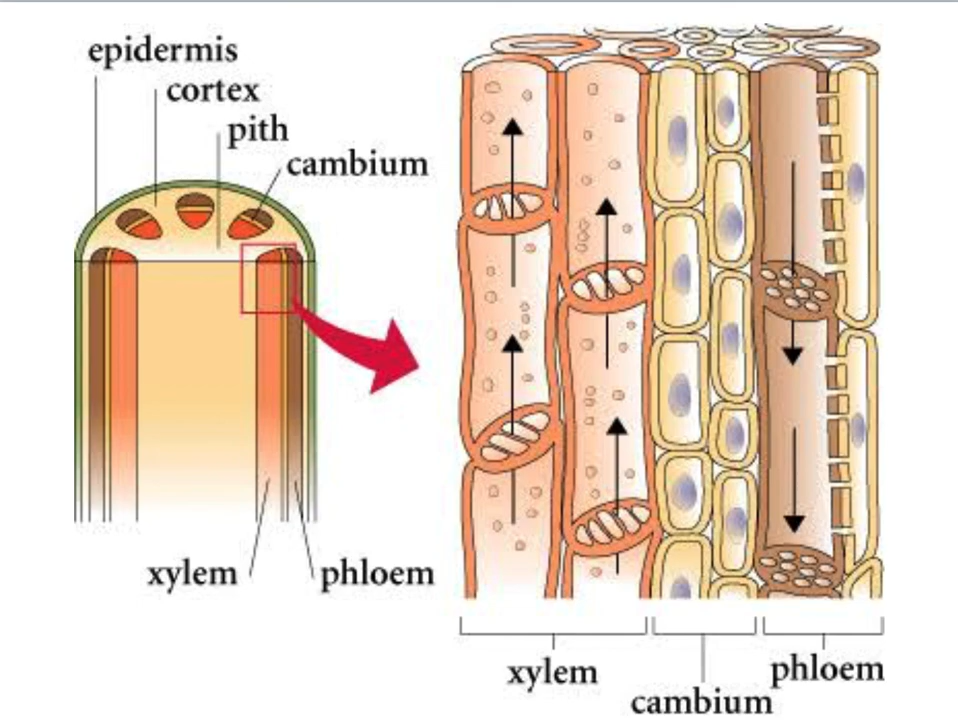 epidermis
cortex
pith
cambium
xylem
phloem
xylem
cambium
phloem